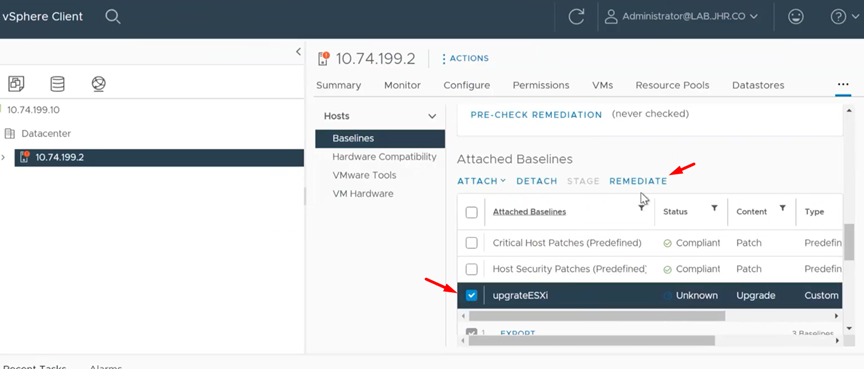 vSphere Client
Administrator@LAB.JHR.CO
10.74.199.2
ACTIONS
Summary Monitor Configure Permissions VMs Resource Pools Datastores ...
10.74.199.10
Datacenter
10.74.199.2
Hosts
Baselines
Hardware Compatibility
VMware Tools
VM Hardware
PRE-CHECK REMEDIATION (never checked)
Attached Baselines
ATTACH DETACH STAGE REMEDIATE
Attached Baselines Status Content Type
Critical Host Patches (Predefined) Compliant Patch Predefin
Host Security Patches (Predefined) Compliant Patch Predefin
upgrateESXi Unknown Upgrade Custom
1 EXPORT 3 Baselines
Recent Tasks Alarms